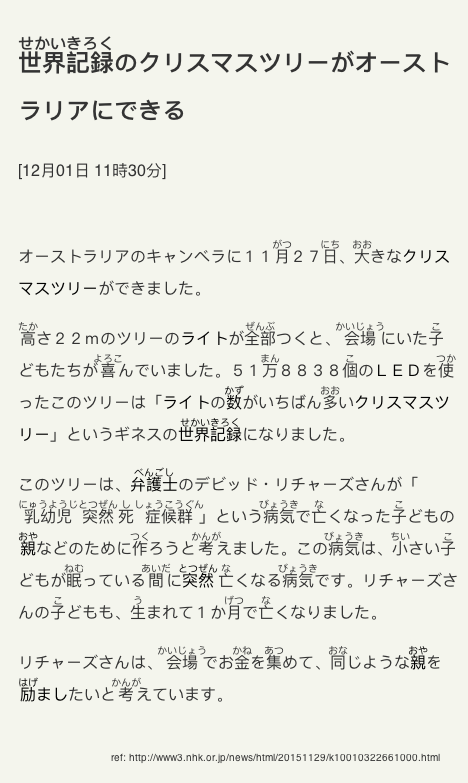 世界記録のクリスマスツリーがオースト
ラリアにできる
[12月01日 11時30分]
オーストラリアのキャンベラに１１月２７日、大きなクリス
マスツリーができました。
高さ２２ｍのツリーのライトが全部つくと、会場にいた子
どもたちが喜んでいました。５１万８８３８個のＬＥＤを使
ったこのツリーは「ライトの数がいちばん多いクリスマスツ
リー」というギネスの世界記録になりました。
このツリーは、弁護士のデビッド・リチャーズさんが「
乳幼児突然死症候群」という病気で亡くなった子どもの
親などのために作ろうと考えました。この病気は、小さい子
どもが眠っている間に突然亡くなる病気です。リチャーズさ
んの子どもも、生まれて１か月で亡くなりました。
リチャーズさんは、会場でお金を集めて、同じような親を
励ましたいと考えています。
ref: http://www3.nhk.or.jp/news/html/20151129/k10010322661000.html